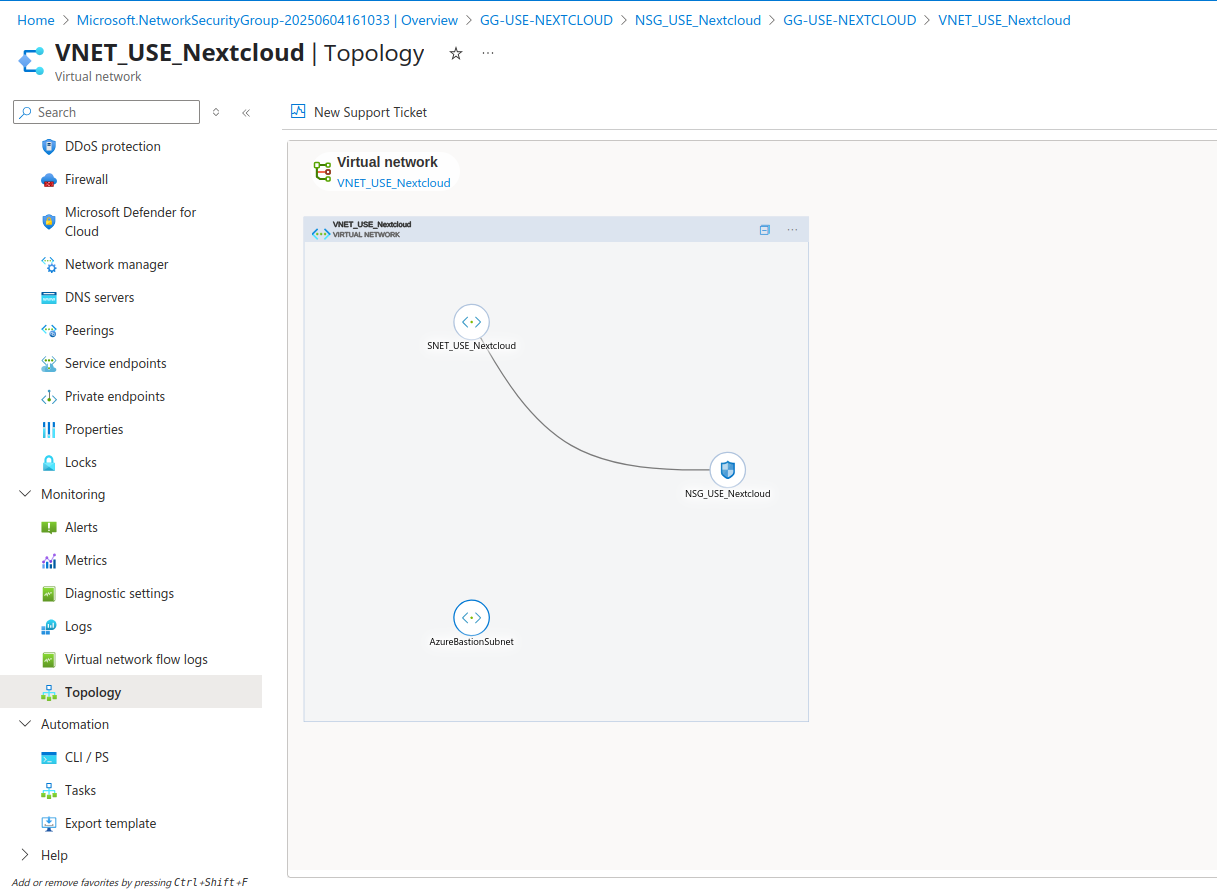 Home > Microsoft.NetworkSecurityGroup-20250604161033 | Overview > GG-USE-NEXTCLOUD > NSG_USE_Nextcloud > GG-USE-NEXTCLOUD > VNET_USE_Nextcloud
VNET_USE_Nextcloud | Topology
Virtual network
Search
New Support Ticket
DDoS protection
Firewall
Microsoft Defender for
Cloud
Network manager
DNS servers
Peerings
Service endpoints
Private endpoints
Properties
Locks
Monitoring
Alerts
Metrics
Diagnostic settings
Logs
Virtual network flow logs
Topology
Automation
CLI / PS
Tasks
Export template
Help
Add or remove favorites by pressing Ctrl+Shift+F
Virtual network
VNET_USE_Nextcloud
VNET_USE_Nextcloud
VIRTUAL NETWORK
SNET_USE_Nextcloud
NSG_USE_Nextcloud
AzureBastionSubnet